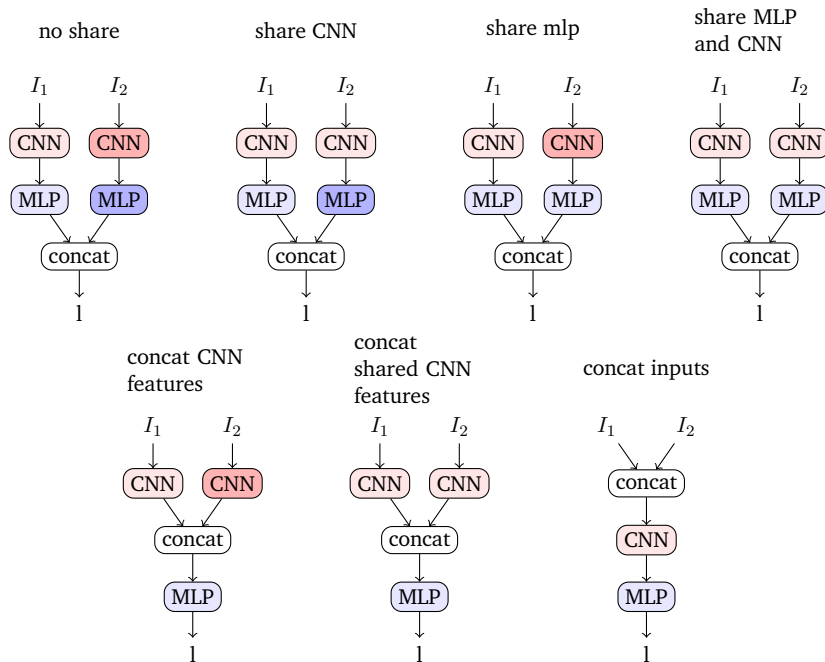 no share
share CNN
share mlp
share MLP
and CNN
I₁ I₂ I₁ I₂ I₁ I₂ I₁ I₂
CNN CNN CNN CNN CNN CNN CNN CNN
MLP MLP MLP MLP MLP MLP MLP MLP
concat concat concat concat
l l l l
concat CNN
features
concat
shared CNN
features
concat inputs
I₁ I₂ I₁ I₂ I₁ I₂
CNN CNN CNN CNN concat
concat concat CNN
MLP MLP MLP
l l l